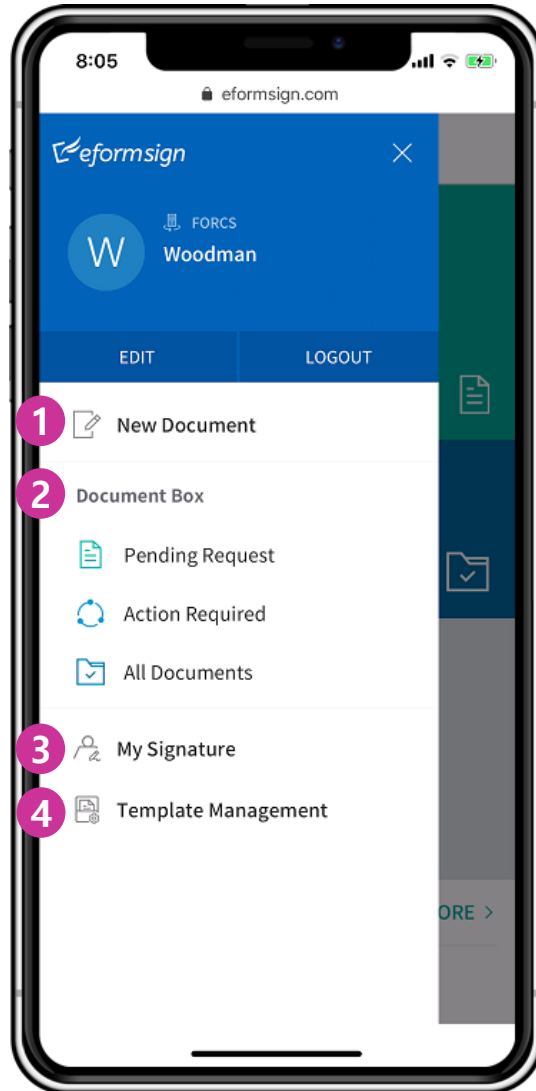 8:05
eformsign.com
eformsign
W
FORCS
Woodman
EDIT LOGOUT
1 New Document
2 Document Box
Pending Request
Action Required
All Documents
3 My Signature
4 Template Management
ORE >